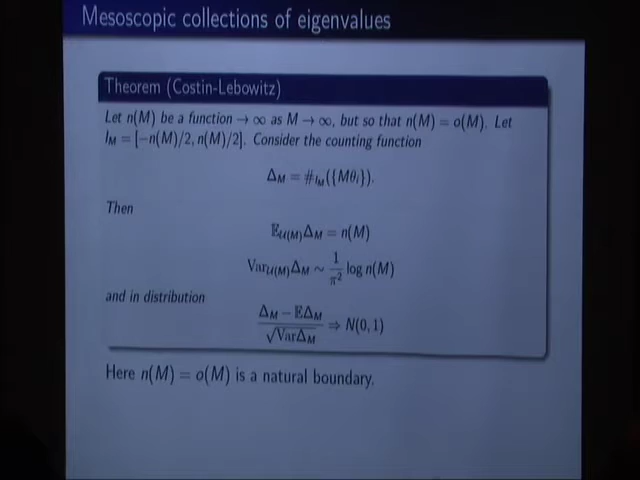 Mesoscopic collections of eigenvalues
Theorem (Costin-Lebowitz)
Let n(M) be a function → ∞ as M → ∞, but so that n(M) = o(M). Let
I_M = [−n(M)/2, n(M)/2]. Consider the counting function
Δ_M = #_{I_M}({Mθ_i}).
Then
𝔼_{U(M)}Δ_M = n(M)
Var_{U(M)}Δ_M ∼ 1/π² log n(M)
and in distribution
(Δ_M − 𝔼Δ_M)/√VarΔ_M ⇒ N(0, 1)
Here n(M) = o(M) is a natural boundary.